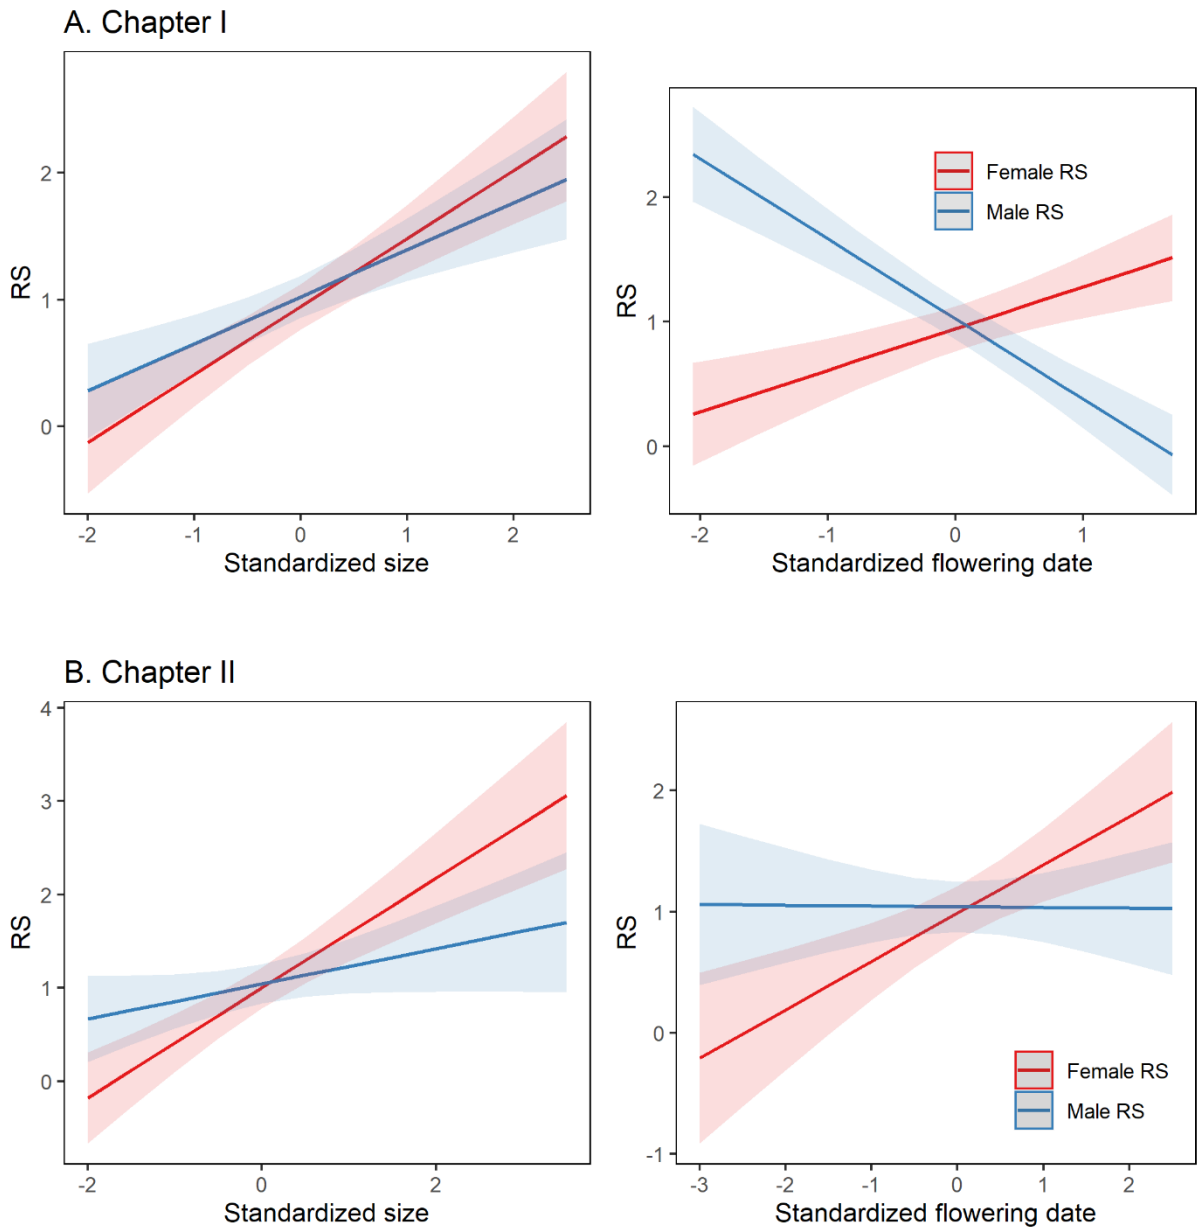 A. Chapter I
RS
2
1
0
-2 -1 0 1 2
Standardized size
RS
2
1
0
Female RS
Male RS
-2 -1 0 1
Standardized flowering date
B. Chapter II
RS
4
3
2
1
0
-2 0 2
Standardized size
RS
2
1
0
-1
Female RS
Male RS
-3 -2 -1 0 1 2
Standardized flowering date